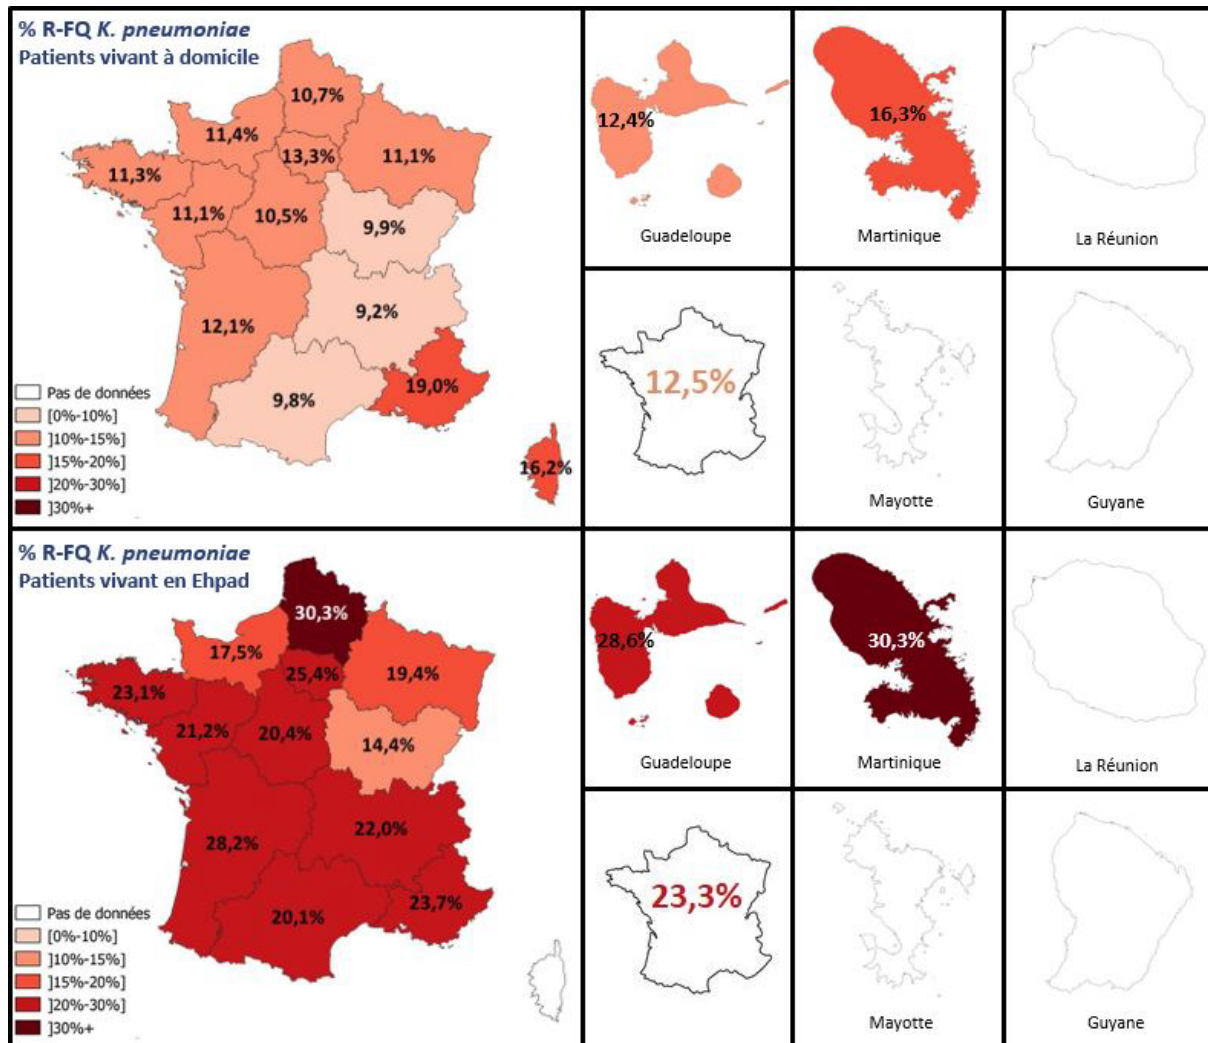 % R-FQ K. pneumoniae
Patients vivant à domicile
10,7%
11,4%
13,3%
11,1%
11,3%
11,1%
10,5%
9,9%
12,1%
9,2%
9,8%
19,0%
16,2%
Pas de données
[0%-10%]
]10%-15%]
]15%-20%]
]20%-30%]
]30%+
12,4%
Guadeloupe
16,3%
Martinique
La Réunion
12,5%
Mayotte
Guyane
% R-FQ K. pneumoniae
Patients vivant en Ehpad
30,3%
17,5%
25,4%
19,4%
23,1%
21,2%
20,4%
14,4%
28,2%
22,0%
20,1%
23,7%
Pas de données
[0%-10%]
]10%-15%]
]15%-20%]
]20%-30%]
]30%+
28,6%
Guadeloupe
30,3%
Martinique
La Réunion
23,3%
Mayotte
Guyane